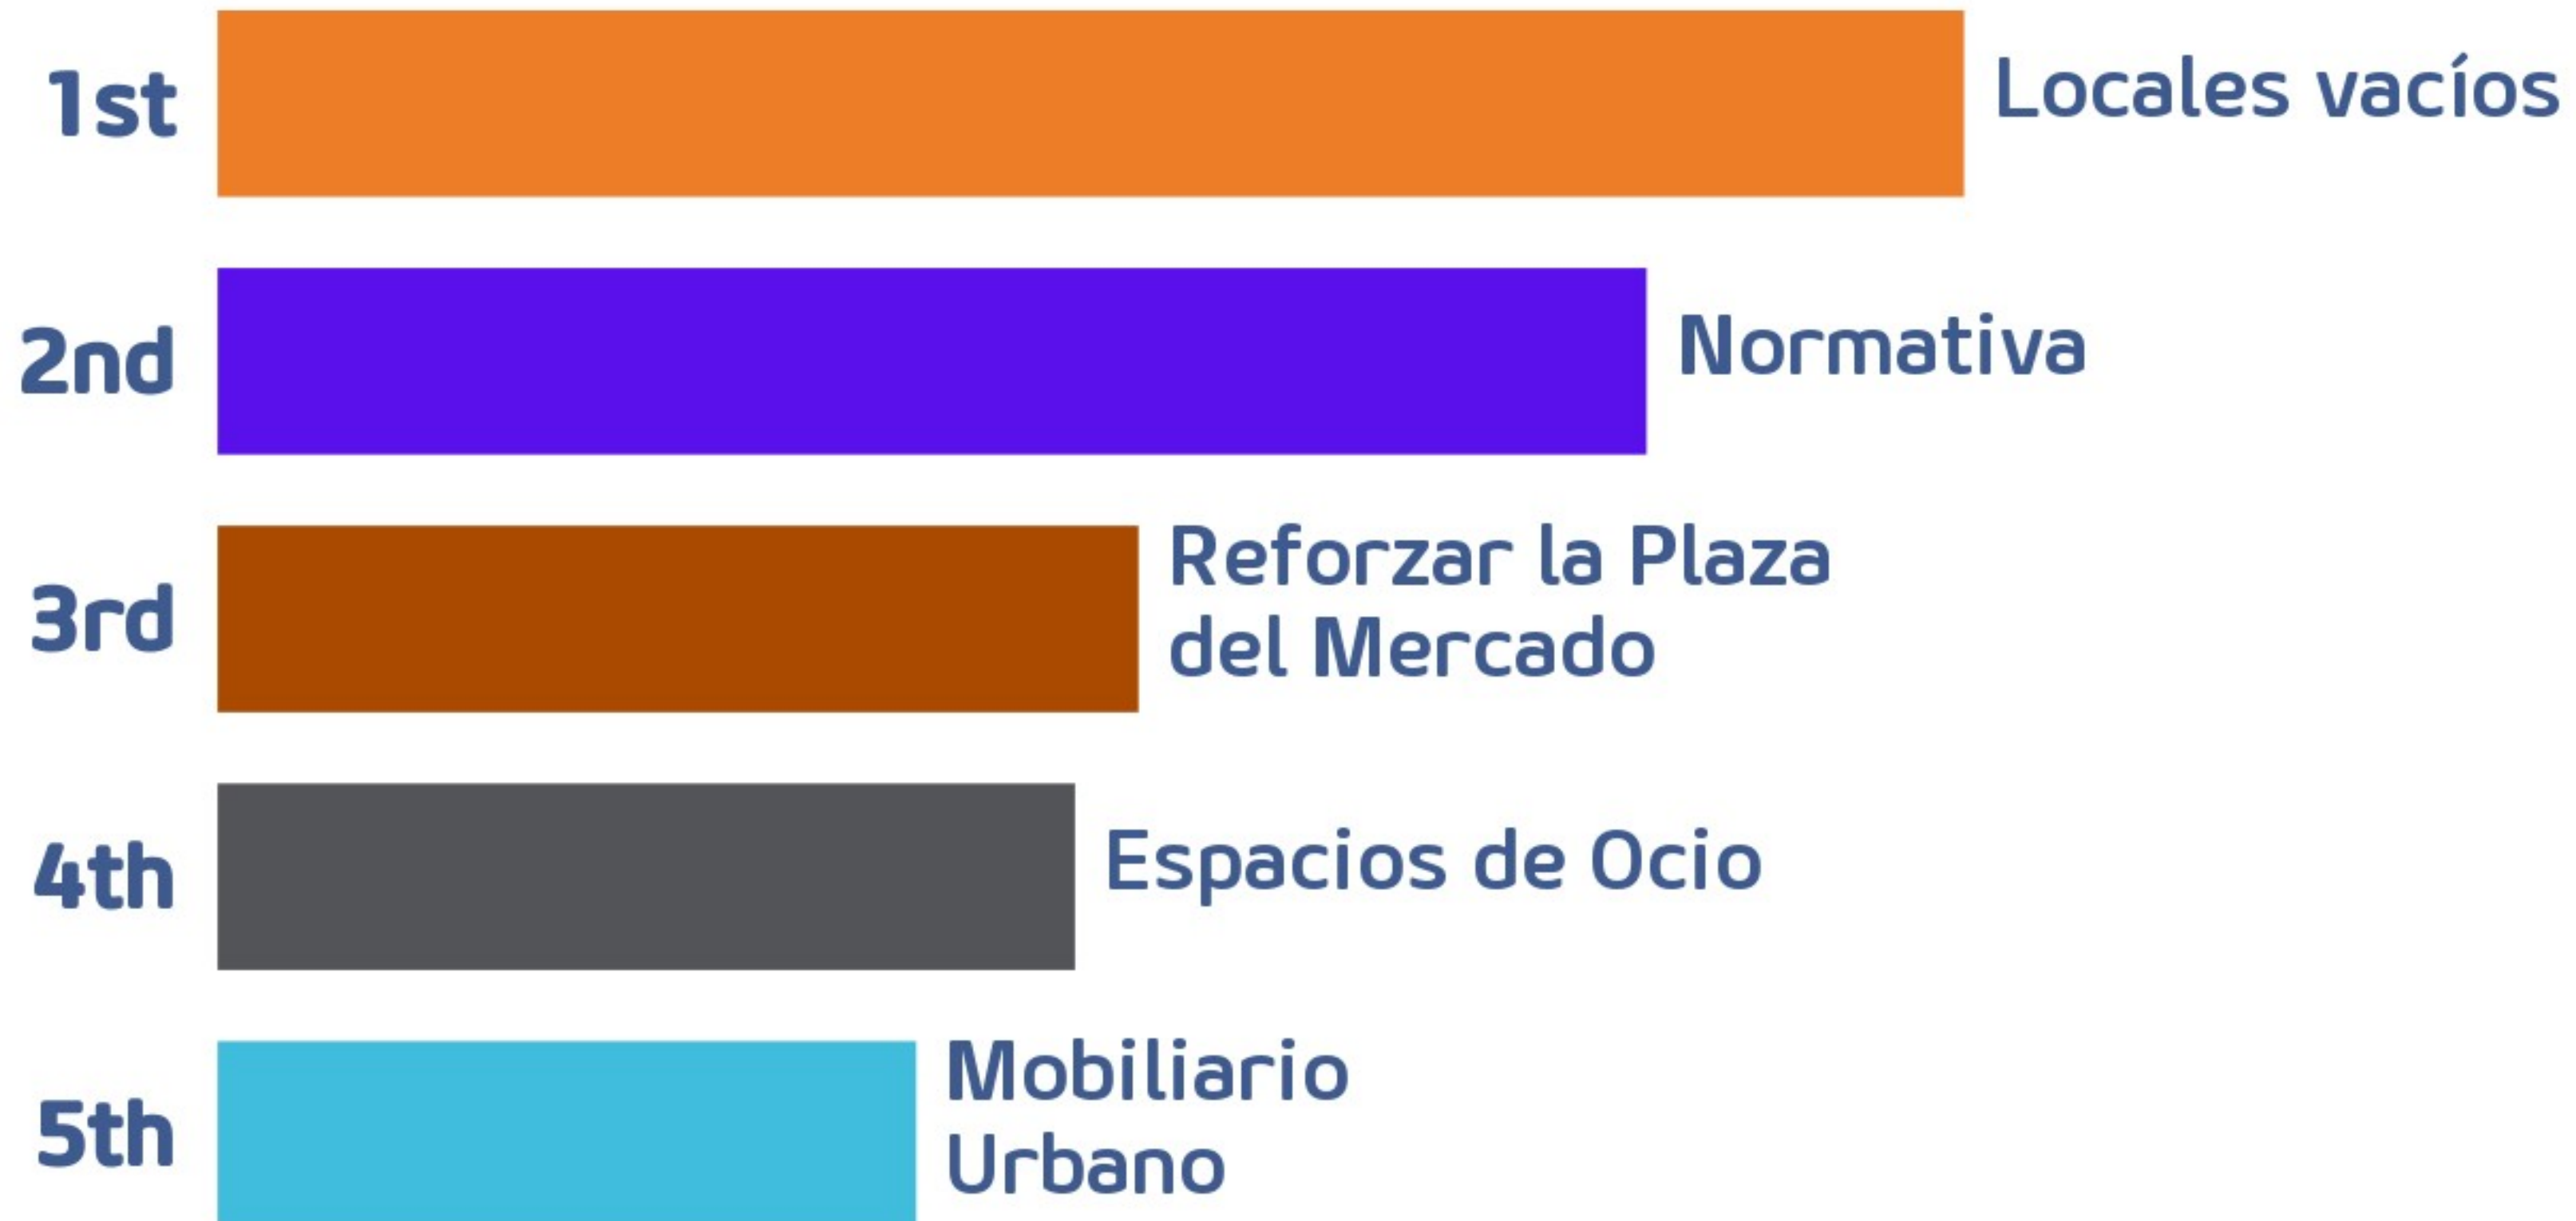 1st
Locales vacíos
2nd
Normativa
3rd
Reforzar la Plaza
del Mercado
4th
Espacios de Ocio
5th
Mobiliario
Urbano